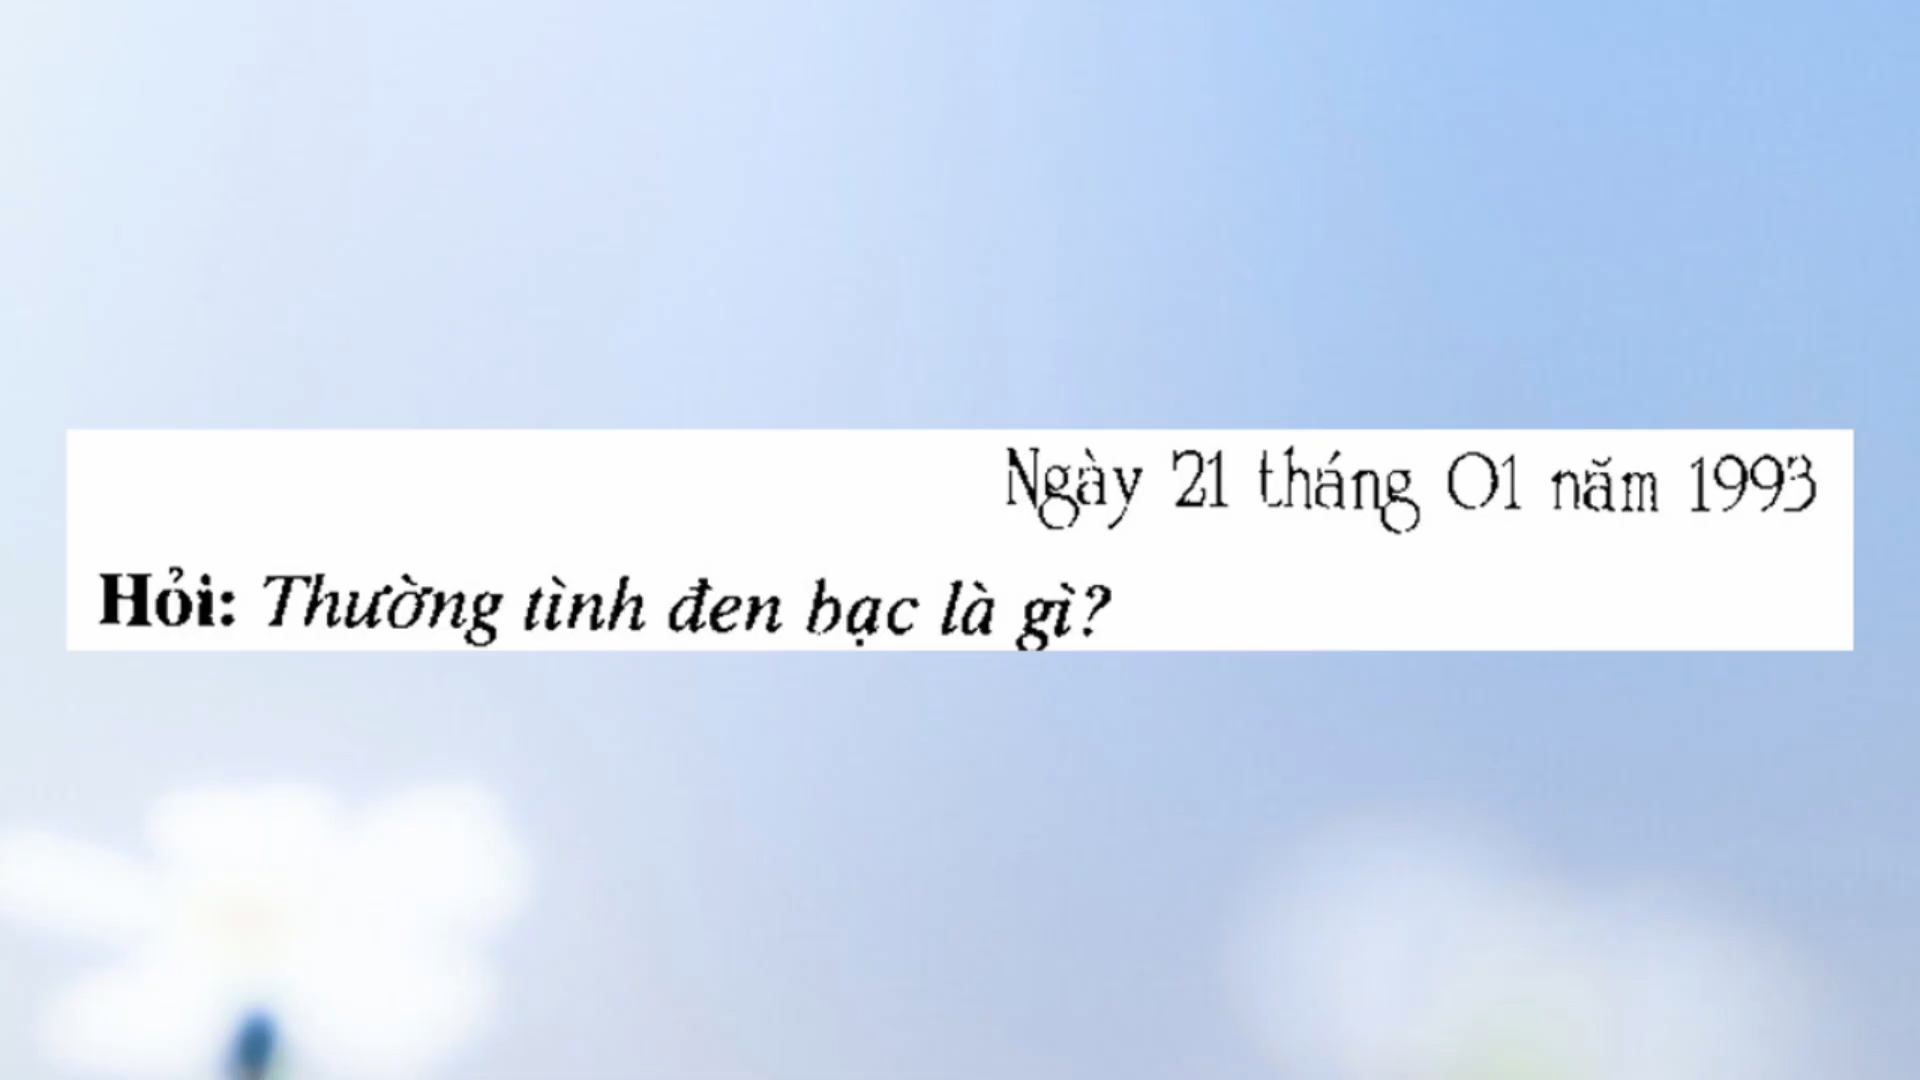 Ngày 21 tháng 01 năm 1993
Hỏi: Thường tình đen bạc là gì?